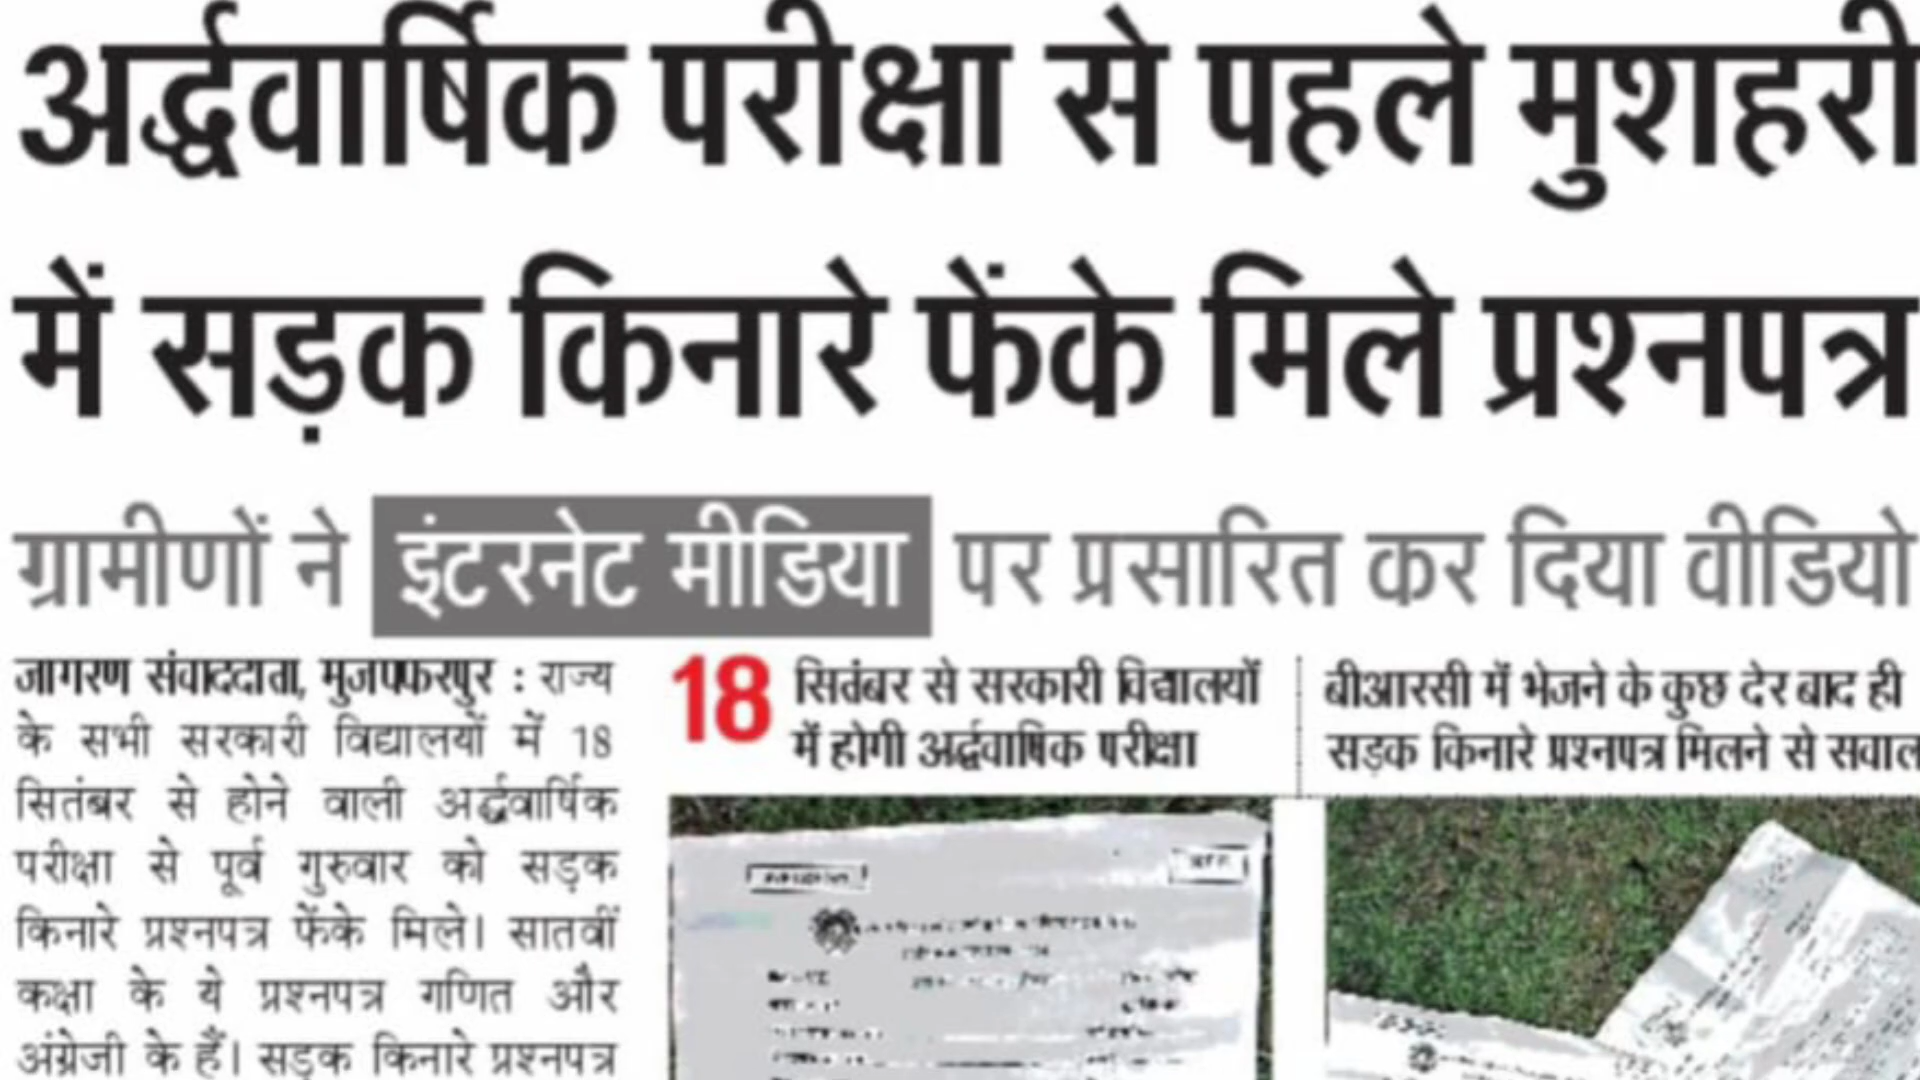 अर्द्धवार्षिक परीक्षा से पहले मुशहरी
में सड़क किनारे फेंके मिले प्रश्नपत्र
ग्रामीणों ने इंटरनेट मीडिया पर प्रसारित कर दिया वीडियो
जागरण संवाददाता, मुजफ्फरपुर : राज्य
के सभी सरकारी विद्यालयों में 18
सितंबर से होने वाली अर्द्धवार्षिक
परीक्षा से पूर्व गुरुवार को सड़क
किनारे प्रश्नपत्र फेंके मिले। सातवीं
कक्षा के ये प्रश्नपत्र गणित और
अंग्रेजी के हैं। सड़क किनारे प्रश्नपत्र
18 सितंबर से सरकारी विद्यालयों
में होगी अर्द्धवार्षिक परीक्षा
बीआरसी में भेजने के कुछ देर बाद ही
सड़क किनारे प्रश्नपत्र मिलने से सवाल